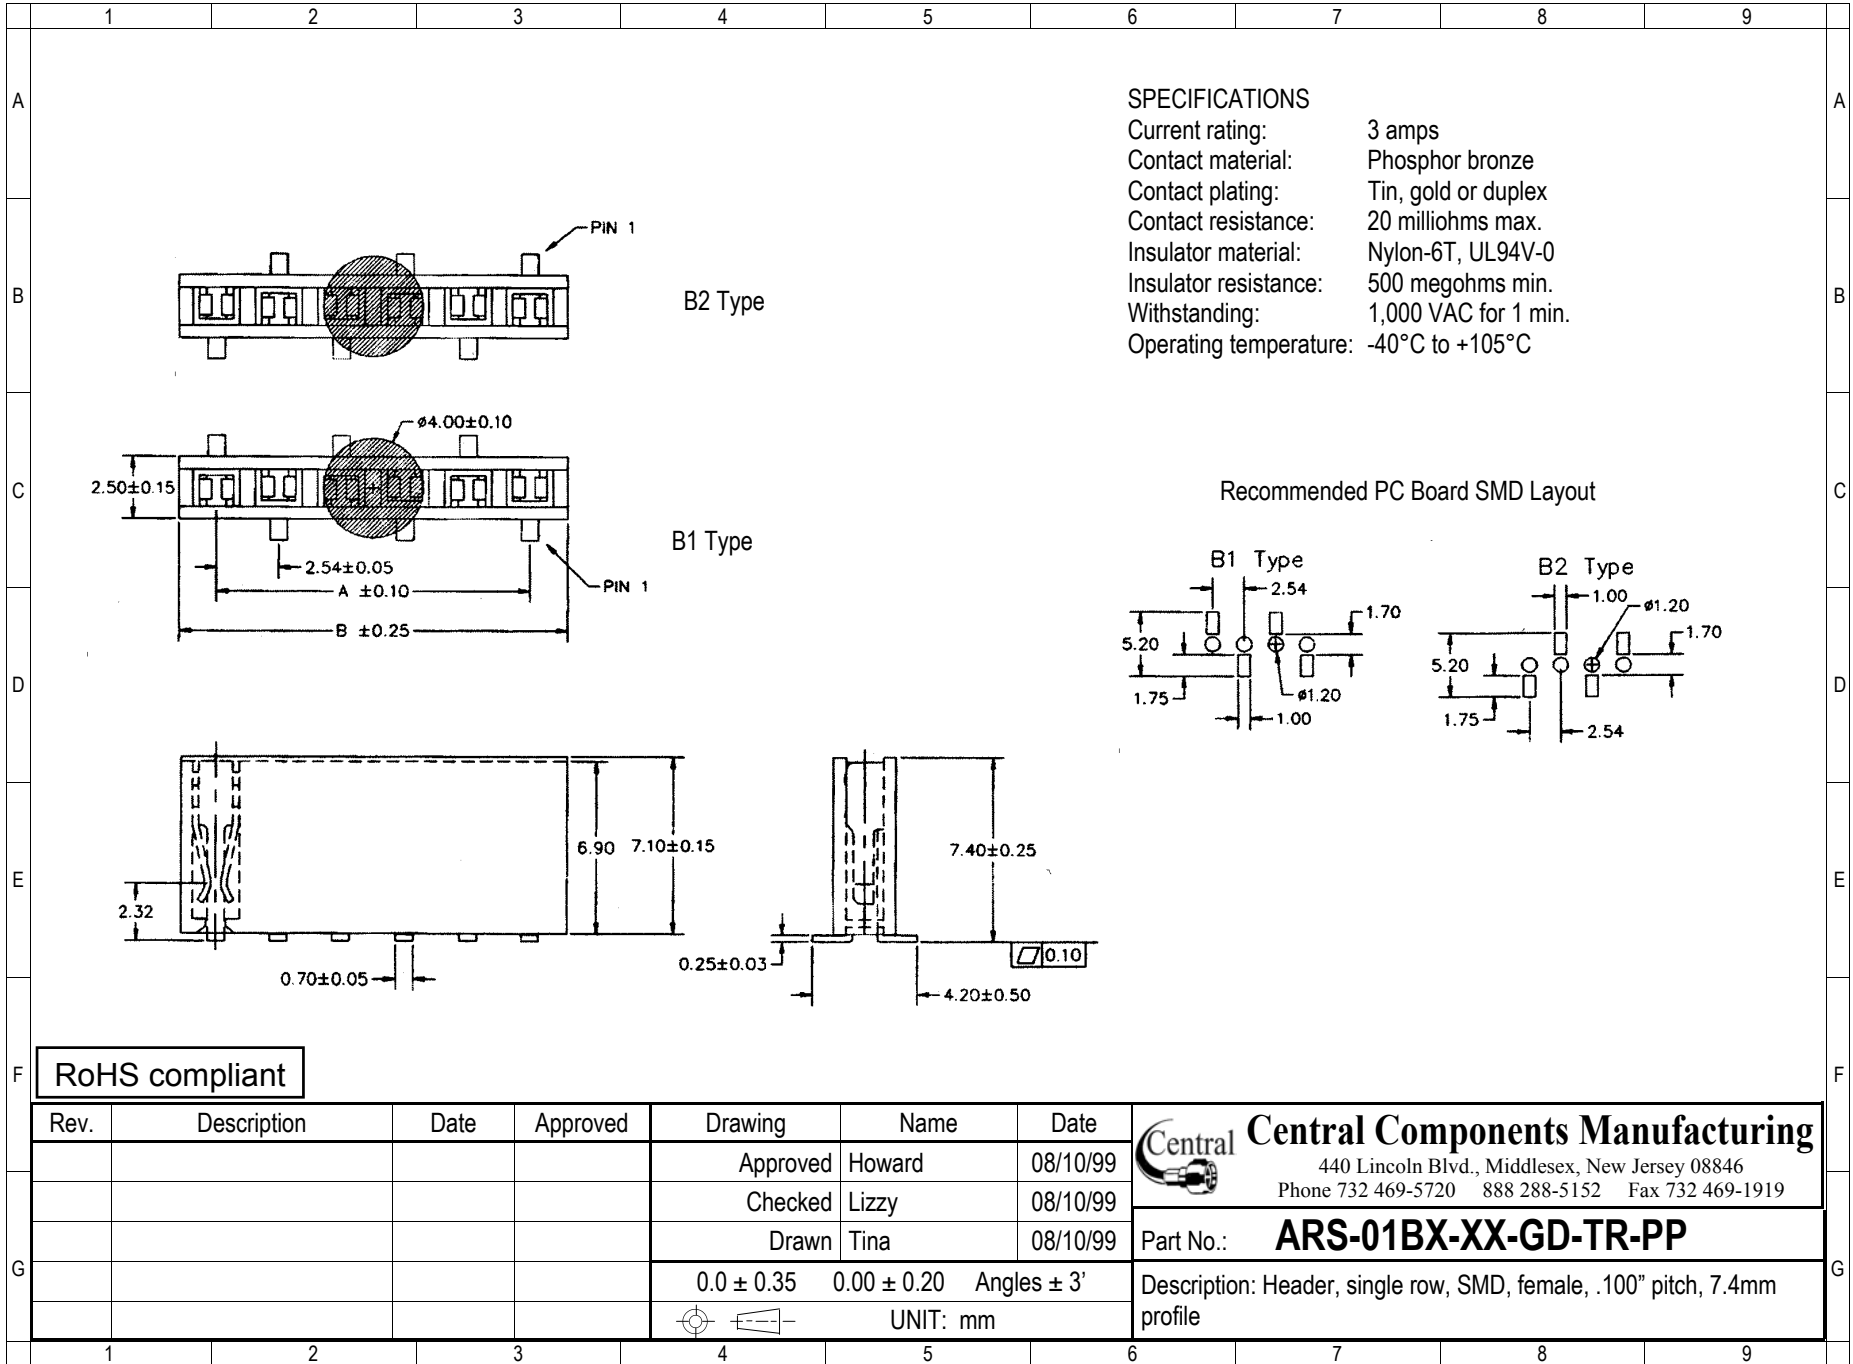 1 2 3 4 5 6 7 8 9
A A
B B
C C
D D
E E
F F
G G
SPECIFICATIONS
Current rating: 3 amps
Contact material: Phosphor bronze
Contact plating: Tin, gold or duplex
Contact resistance: 20 milliohms max.
Insulator material: Nylon-6T, UL94V-0
Insulator resistance: 500 megohms min.
Withstanding: 1,000 VAC for 1 min.
Operating temperature: -40°C to +105°C
PIN 1
B2 Type
ø4.00±0.10
2.50±0.15
B1 Type
2.54±0.05
A ±0.10
PIN 1
B ±0.25
Recommended PC Board SMD Layout
B1 Type
2.54
1.70
5.20
1.75
ø1.20
1.00
B2 Type
1.00
ø1.20
1.70
5.20
1.75
2.54
6.90
7.10±0.15
2.32
0.70±0.05
7.40±0.25
0.25±0.03
0.10
4.20±0.50
RoHS compliant
Rev. Description Date Approved
Drawing Name Date
Approved Howard 08/10/99
Checked Lizzy 08/10/99
Drawn Tina 08/10/99
0.0 ± 0.35 0.00 ± 0.20 Angles ± 3’
UNIT: mm
Central
Central Components Manufacturing
440 Lincoln Blvd., Middlesex, New Jersey 08846
Phone 732 469-5720 888 288-5152 Fax 732 469-1919
Part No.: ARS-01BX-XX-GD-TR-PP
Description: Header, single row, SMD, female, .100” pitch, 7.4mm
profile
1 2 3 4 5 6 7 8 9